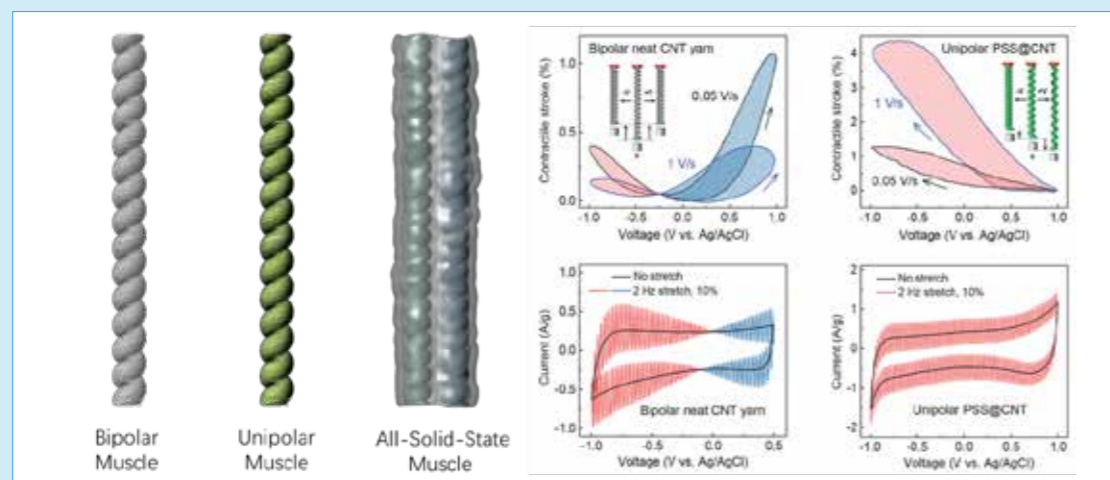 Bipolar
Muscle
Unipolar
Muscle
All-Solid-State
Muscle
Bipolar neat CNT yarn
0.05 V/s
1 V/s
Contractile stroke (%)
1.0
0.5
0.0
-1.0 -0.5 0.0 0.5 1.0
Voltage (V vs. Ag/AgCl)
Unipolar PSS@CNT
1 V/s
0.05 V/s
Contractile stroke (%)
4
3
2
1
0
-1.0 -0.5 0.0 0.5 1.0
Voltage (V vs. Ag/AgCl)
No stretch
2 Hz stretch, 10%
Current (A/g)
1.0
0.5
0.0
-0.5
-1.0
Bipolar neat CNT yarn
-1.0 -0.5 0.0 0.5
Voltage (V vs. Ag/AgCl)
No stretch
2 Hz stretch, 10%
Current (A/g)
2
1
0
-1
-2
Unipolar PSS@CNT
-1.0 -0.5 0.0 0.5 1.0
Voltage (V vs. Ag/AgCl)